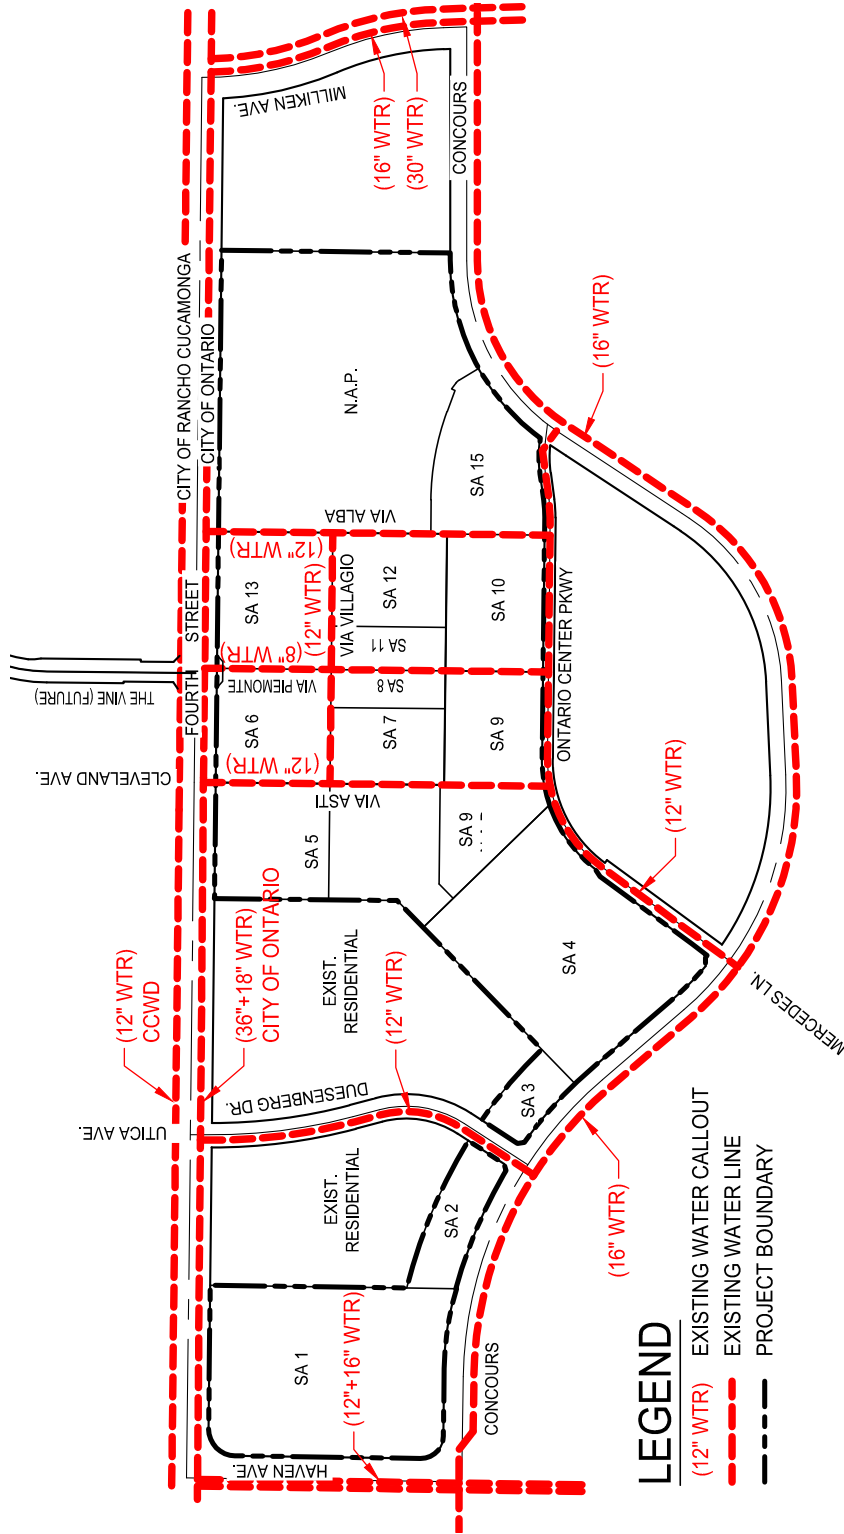 CITY OF RANCHO CUCAMONGA
CITY OF ONTARIO
FOURTH
STREET
THE VINE (FUTURE)
CLEVELAND AVE.
UTICA AVE.
MILLIKEN AVE.
CONCOURS
(16" WTR)
(30" WTR)
(16" WTR)
N.A.P.
SA 15
VIA ALBA
(12" WTR)
SA 13
(8" WTR)
(12" WTR)
VIA VILLAGIO
SA 12
SA 11
SA 10
VIA PIEMONTE
SA 8
SA 6
SA 7
SA 9
(12" WTR)
VIA ASTI
ONTARIO CENTER PKWY
SA 5
SA 9
(12" WTR)
SA 4
MERCEDES LN.
(12" WTR)
CCWD
(36"+18" WTR)
CITY OF ONTARIO
EXIST.
RESIDENTIAL
(12" WTR)
DUESENBERG DR.
SA 3
EXIST.
RESIDENTIAL
SA 2
(16" WTR)
SA 1
(12"+16" WTR)
HAVEN AVE.
CONCOURS
LEGEND
(12" WTR) EXISTING WATER CALLOUT
EXISTING WATER LINE
PROJECT BOUNDARY